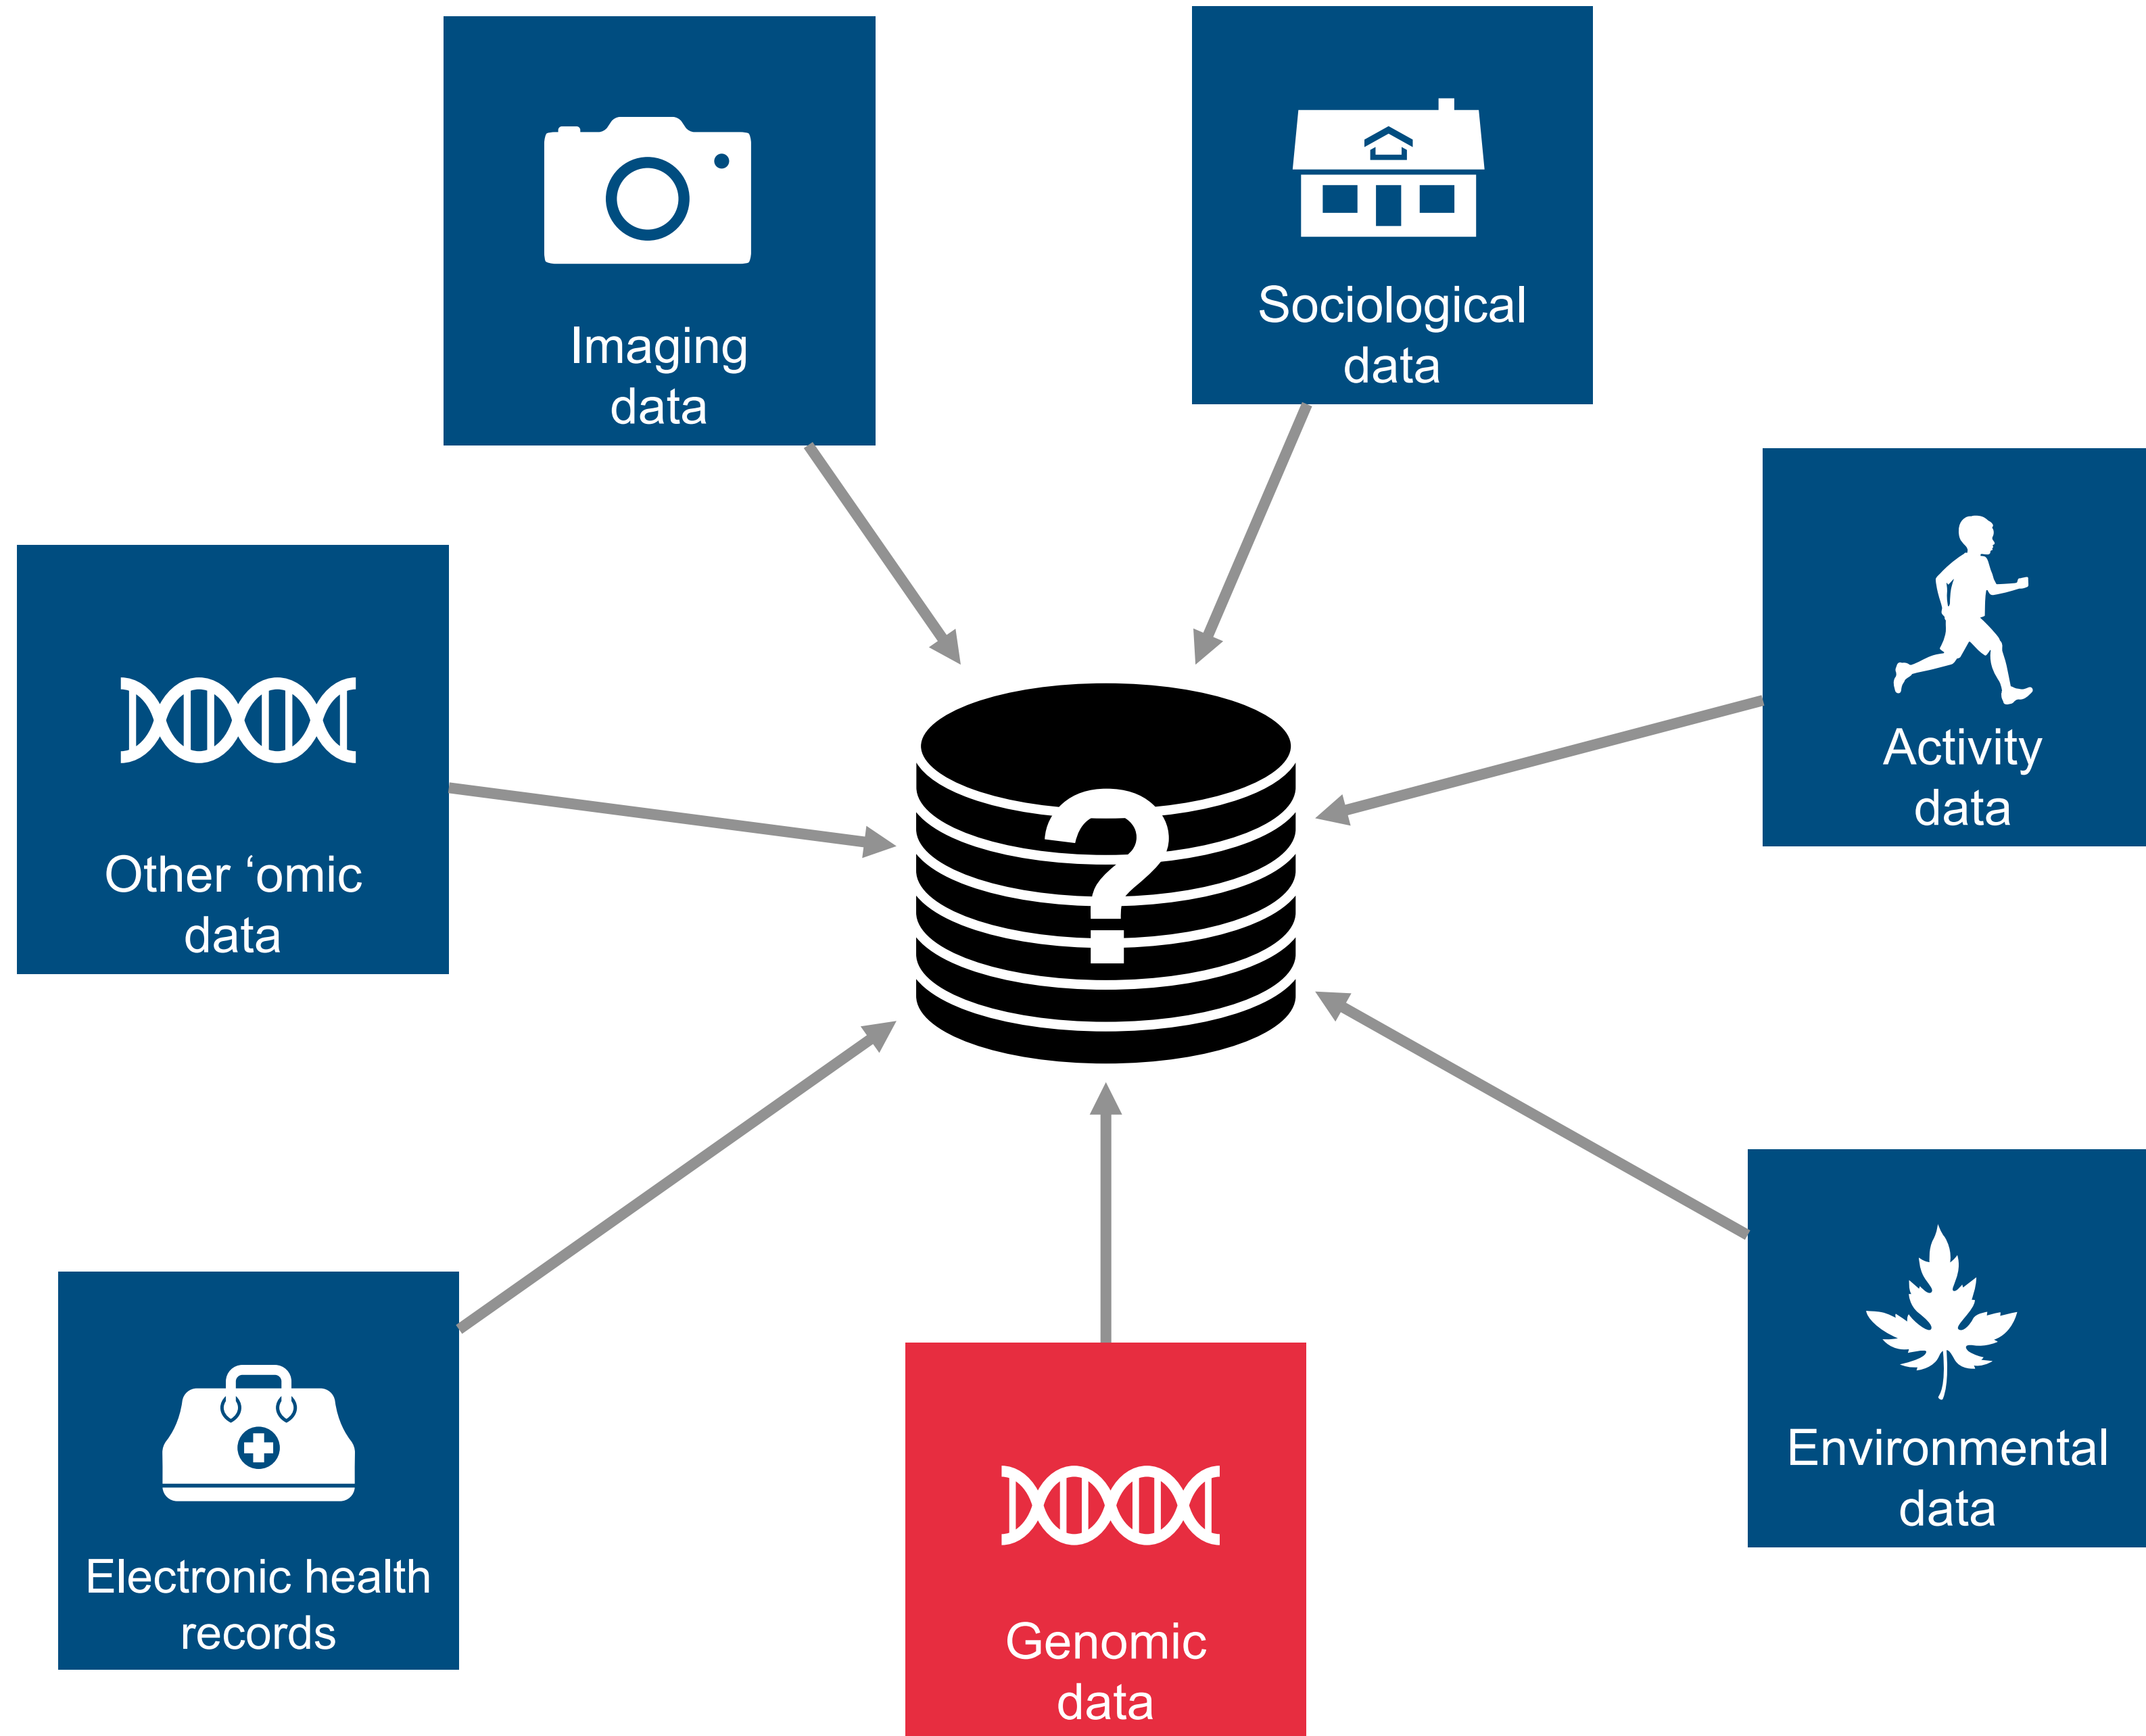 Imaging
data
Sociological
data
Activity
data
Other ‘omic
data
?
Environmental
data
Electronic health
records
Genomic
data